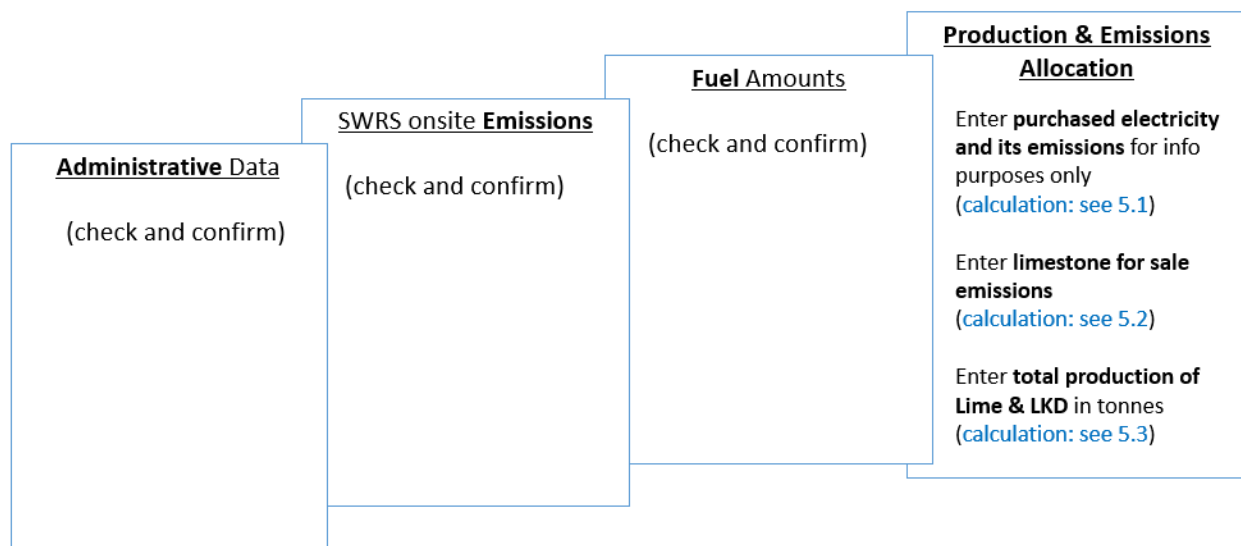 Administrative Data
(check and confirm)
SWRS onsite Emissions
(check and confirm)
Fuel Amounts
(check and confirm)
Production & Emissions
Allocation
Enter purchased electricity
and its emissions for info
purposes only
(calculation: see 5.1)
Enter limestone for sale
emissions
(calculation: see 5.2)
Enter total production of
Lime & LKD in tonnes
(calculation: see 5.3)